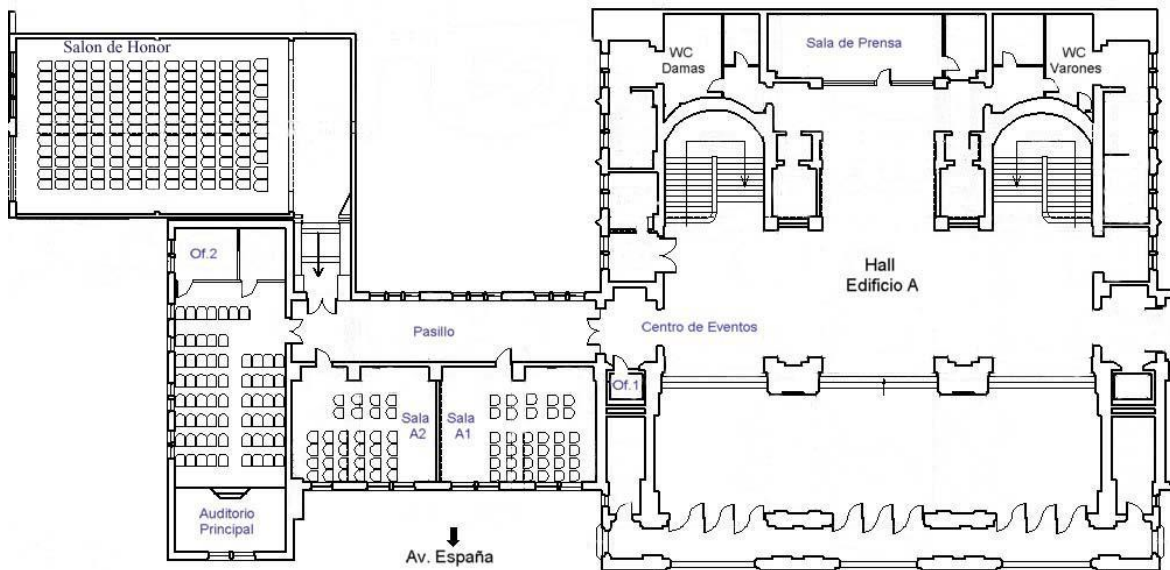 Salon de Honor
WC
Damas
Sala de Prensa
WC
Varones
Of.2
Hall
Edificio A
Pasillo
Centro de Eventos
Of.1
Sala
A2
Sala
A1
Auditorio
Principal
Av. España